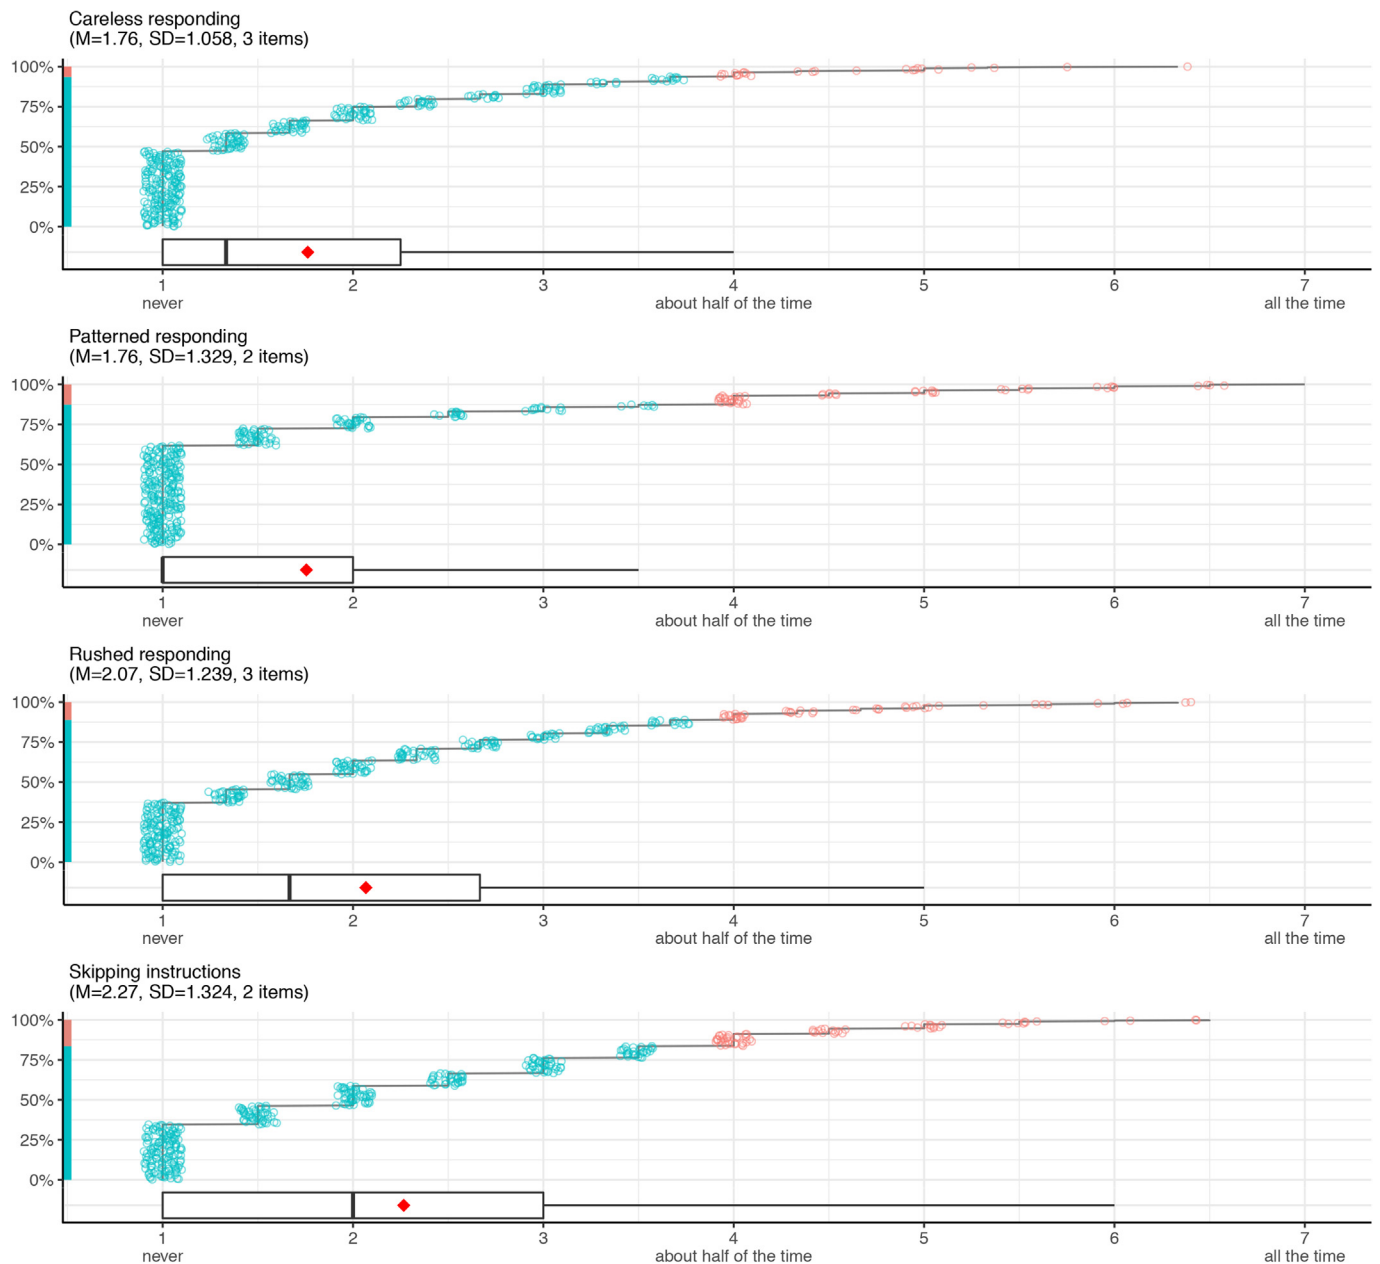 Careless responding
(M=1.76, SD=1.058, 3 items)
100%
75%
50%
25%
0%
1 2 3 4 5 6 7
never about half of the time all the time
Patterned responding
(M=1.76, SD=1.329, 2 items)
100%
75%
50%
25%
0%
1 2 3 4 5 6 7
never about half of the time all the time
Rushed responding
(M=2.07, SD=1.239, 3 items)
100%
75%
50%
25%
0%
1 2 3 4 5 6 7
never about half of the time all the time
Skipping instructions
(M=2.27, SD=1.324, 2 items)
100%
75%
50%
25%
0%
1 2 3 4 5 6 7
never about half of the time all the time